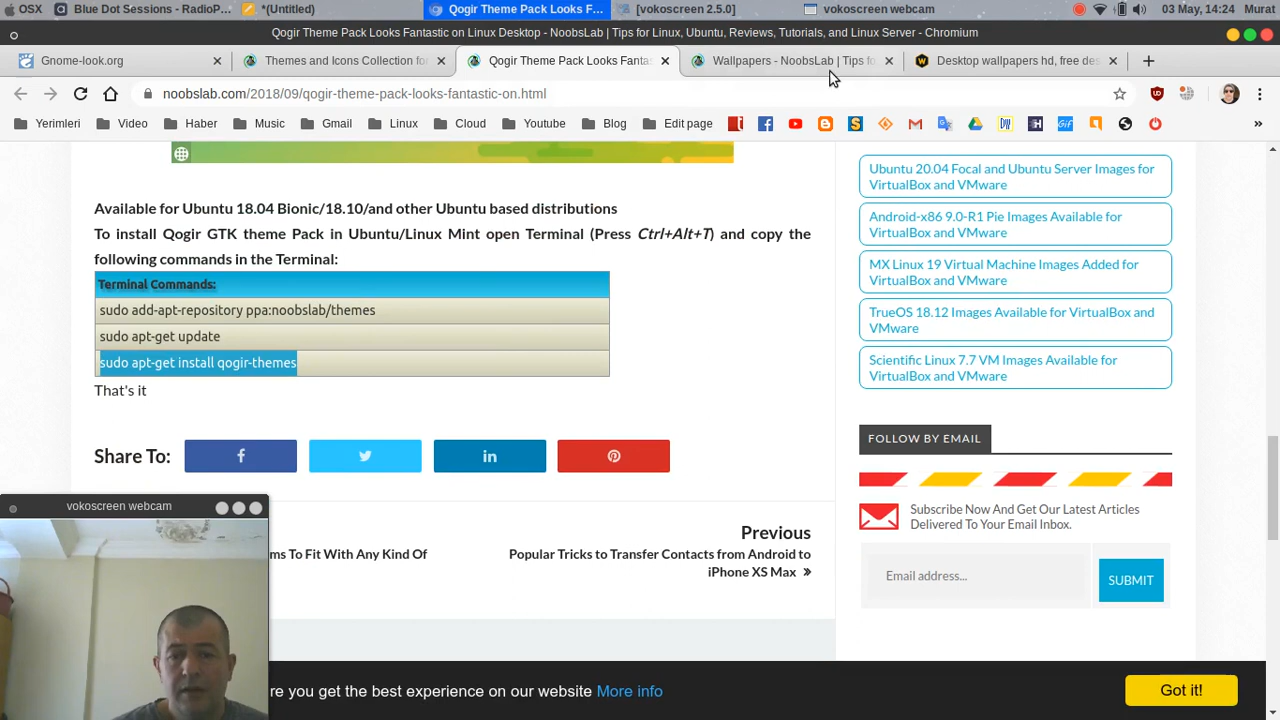 OSX
Blue Dot Sessions - RadioP...
*(Untitled)
Qogir Theme Pack Looks F...
[vokoscreen 2.5.0]
vokoscreen webcam
03 May, 14:24
Murat
Qogir Theme Pack Looks Fantastic on Linux Desktop - NoobsLab | Tips for Linux, Ubuntu, Reviews, Tutorials, and Linux Server - Chromium
Gnome-look.org
Themes and Icons Collection for
Qogir Theme Pack Looks Fantas
Wallpapers - NoobsLab | Tips fo
Desktop wallpapers hd, free des
noobslab.com/2018/09/qogir-theme-pack-looks-fantastic-on.html
Yerimleri
Video
Haber
Music
Gmail
Linux
Cloud
Youtube
Blog
Edit page
»
Available for Ubuntu 18.04 Bionic/18.10/and other Ubuntu based distributions
To install Qogir GTK theme Pack in Ubuntu/Linux Mint open Terminal (Press Ctrl+Alt+T) and copy the
following commands in the Terminal:
Terminal Commands:
sudo add-apt-repository ppa:noobslab/themes
sudo apt-get update
sudo apt-get install qogir-themes
That's it
Share To:
Previous
ms To Fit With Any Kind Of
Popular Tricks to Transfer Contacts from Android to
iPhone XS Max »
Ubuntu 20.04 Focal and Ubuntu Server Images for
VirtualBox and VMware
Android-x86 9.0-R1 Pie Images Available for
VirtualBox and VMware
MX Linux 19 Virtual Machine Images Added for
VirtualBox and VMware
TrueOS 18.12 Images Available for VirtualBox and
VMware
Scientific Linux 7.7 VM Images Available for
VirtualBox and VMware
FOLLOW BY EMAIL
Subscribe Now And Get Our Latest Articles
Delivered To Your Email Inbox.
Email address...
SUBMIT
vokoscreen webcam
re you get the best experience on our website More info
Got it!